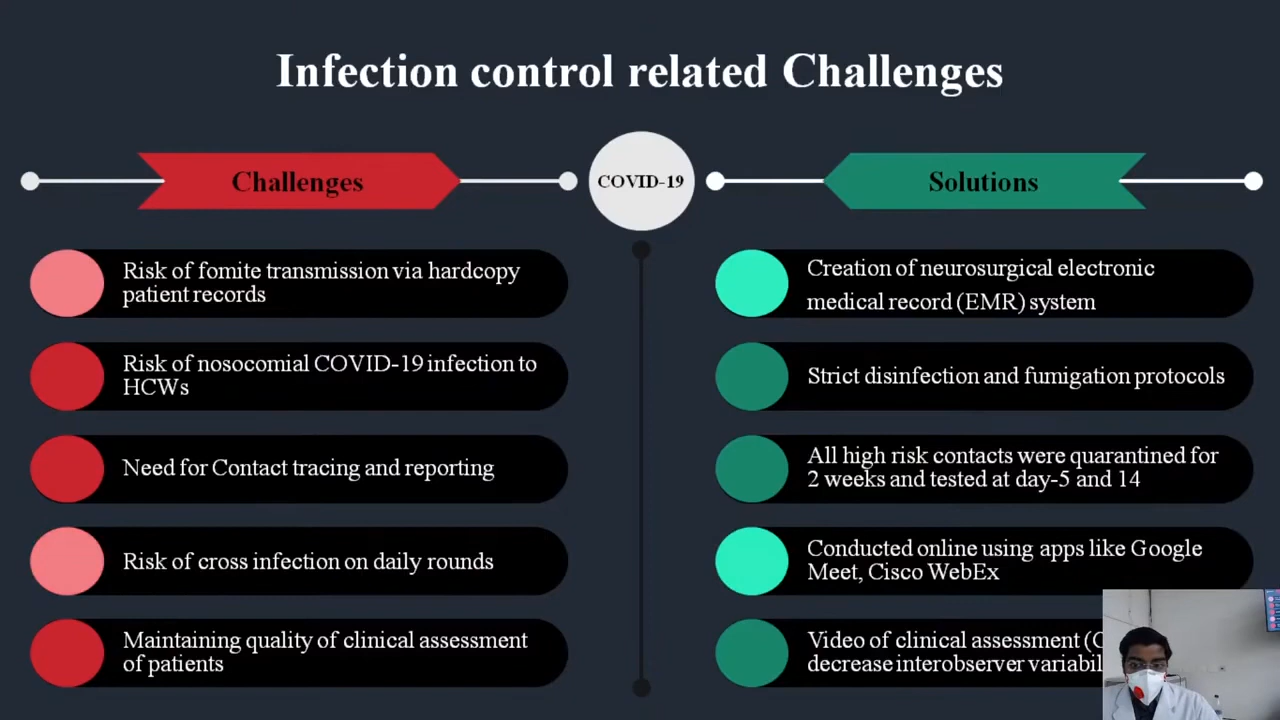 Infection control related Challenges
Challenges
COVID-19
Solutions
Risk of fomite transmission via hardcopy
patient records
Creation of neurosurgical electronic
medical record (EMR) system
Risk of nosocomial COVID-19 infection to
HCWs
Strict disinfection and fumigation protocols
Need for Contact tracing and reporting
All high risk contacts were quarantined for
2 weeks and tested at day-5 and 14
Risk of cross infection on daily rounds
Conducted online using apps like Google
Meet, Cisco WebEx
Maintaining quality of clinical assessment
of patients
Video of clinical assessment
decrease interobserver